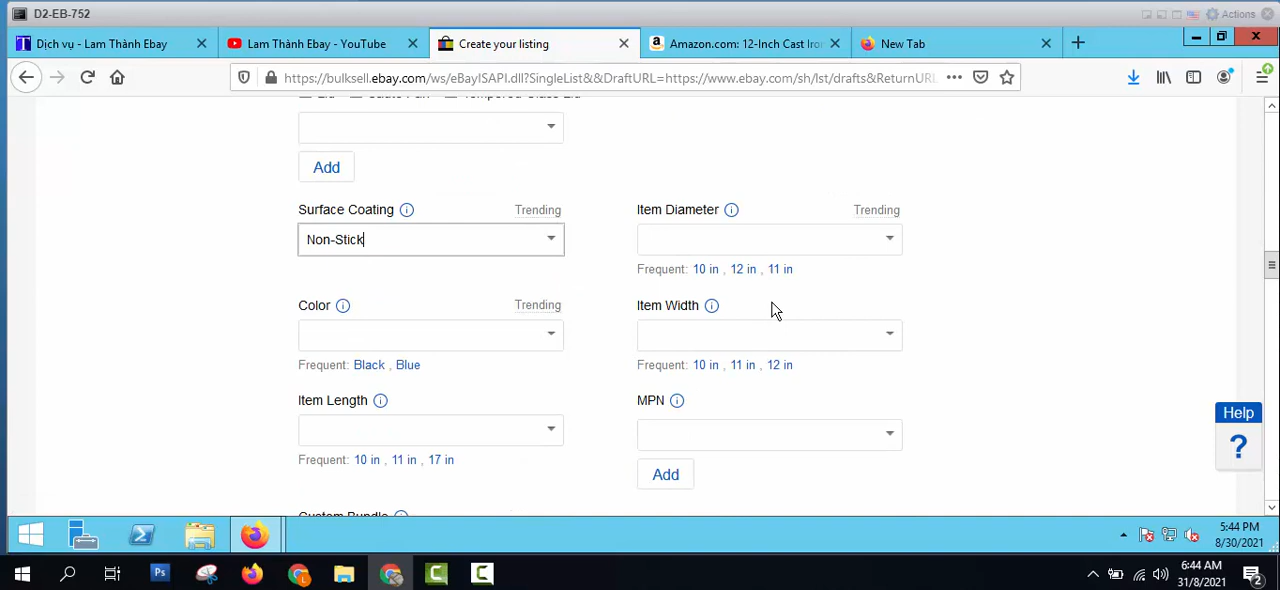 D2-EB-752
Actions
Dịch vụ - Lam Thành Ebay
Lam Thành Ebay - YouTube
Create your listing
Amazon.com: 12-Inch Cast Iron
New Tab
https://bulksell.ebay.com/ws/eBayISAPI.dll?SingleList&&DraftURL=https://www.ebay.com/sh/lst/drafts&ReturnURL
Add
Surface Coating
Trending
Item Diameter
Trending
Non-Stick
Frequent: 10 in , 12 in , 11 in
Color
Trending
Item Width
Frequent: Black , Blue
Frequent: 10 in , 11 in , 12 in
Item Length
MPN
Frequent: 10 in , 11 in , 17 in
Add
Help
?
5:44 PM
8/30/2021
Ps
L
C
C
6:44 AM
31/8/2021
2